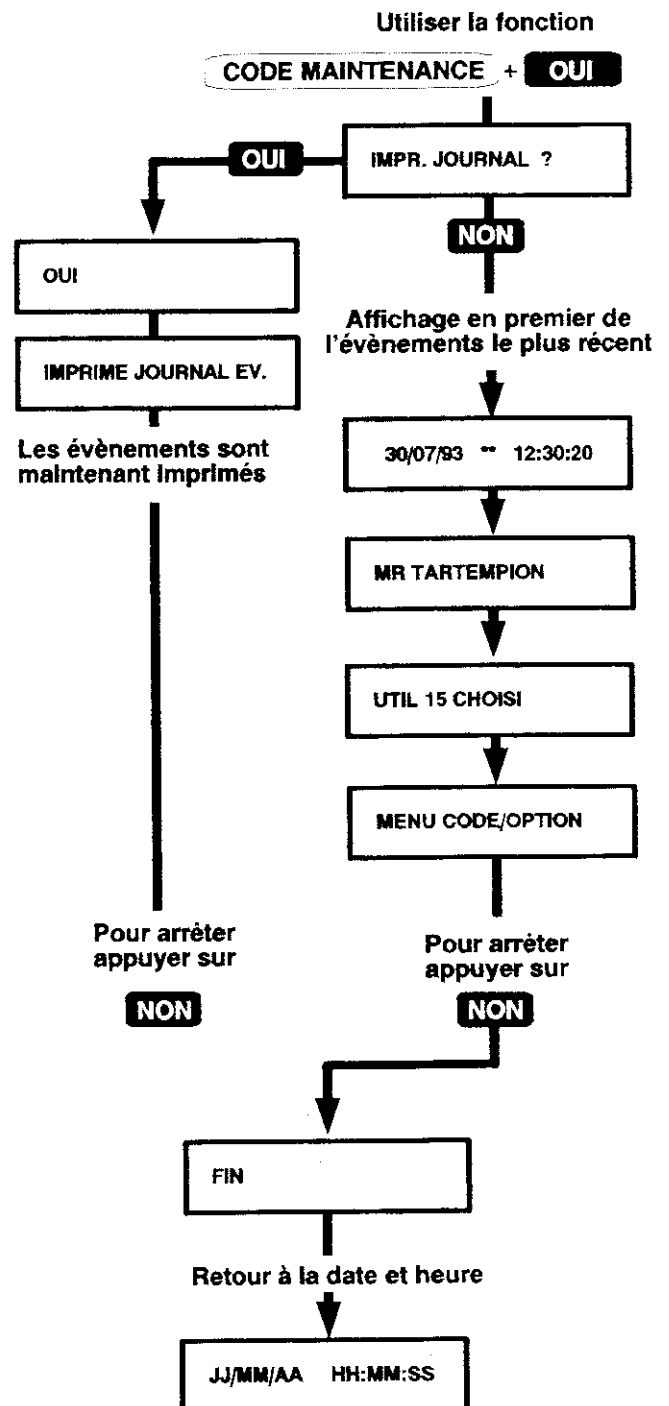 Utiliser la fonction
CODE MAINTENANCE + OUI
OUI
IMPR. JOURNAL ?
NON
OUI
IMPRIME JOURNAL EV.
Les évènements sont
maintenant imprimés
Affichage en premier de
l'évènements le plus récent
30/07/93 ** 12:30:20
MR TARTEMPION
UTIL 15 CHOISI
MENU CODE/OPTION
Pour arrêter
appuyer sur
NON
Pour arrêter
appuyer sur
NON
FIN
Retour à la date et heure
JJ/MM/AA HH:MM:SS